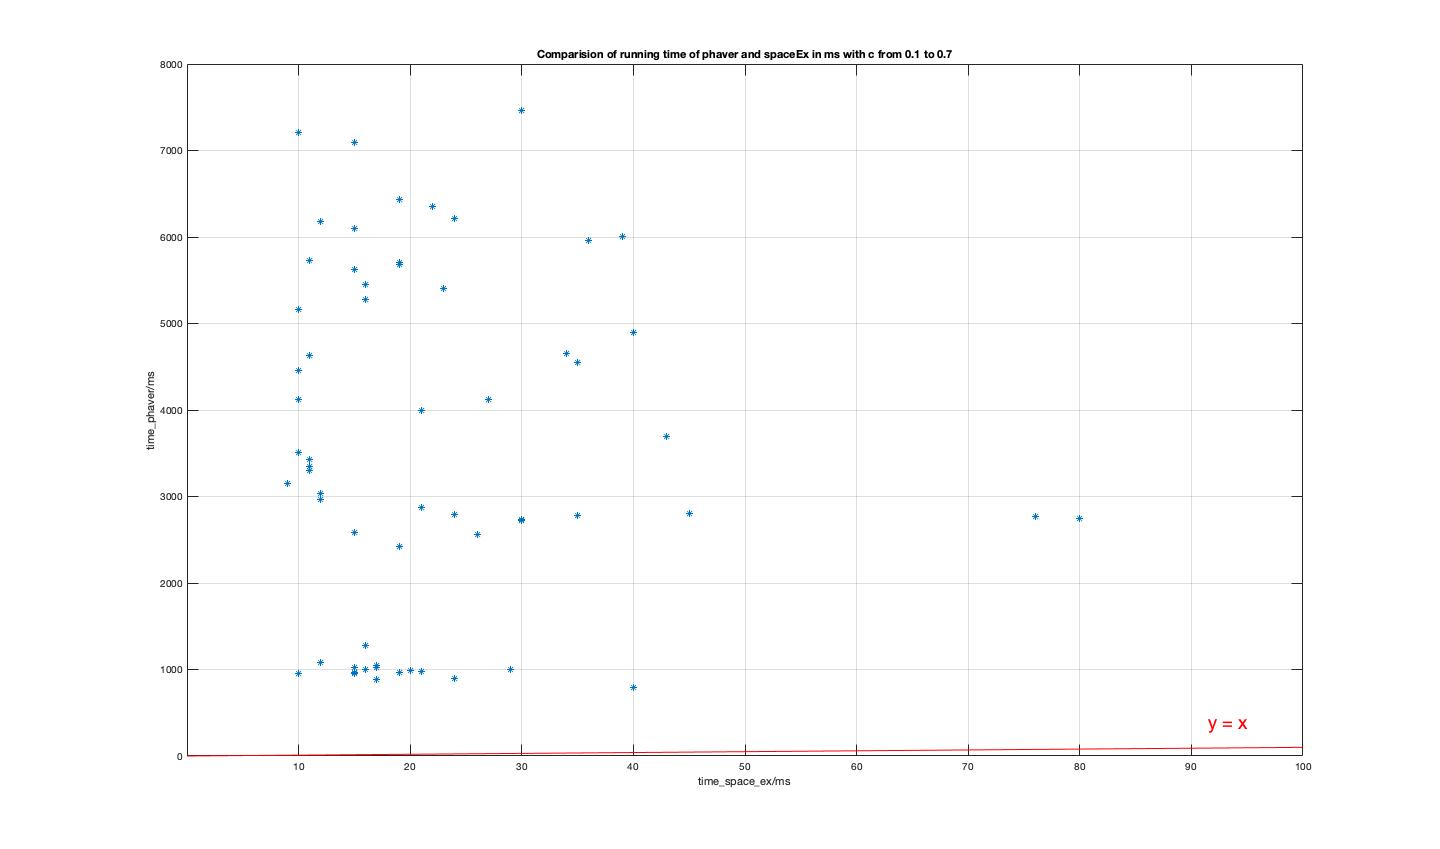 Comparision of running time of phaver and spaceEx in ms with c from 0.1 to 0.7
8000
7000
6000
5000
4000
3000
2000
1000
0
time_phaver/ms
y = x
10 20 30 40 50 60 70 80 90 100
time_space_ex/ms